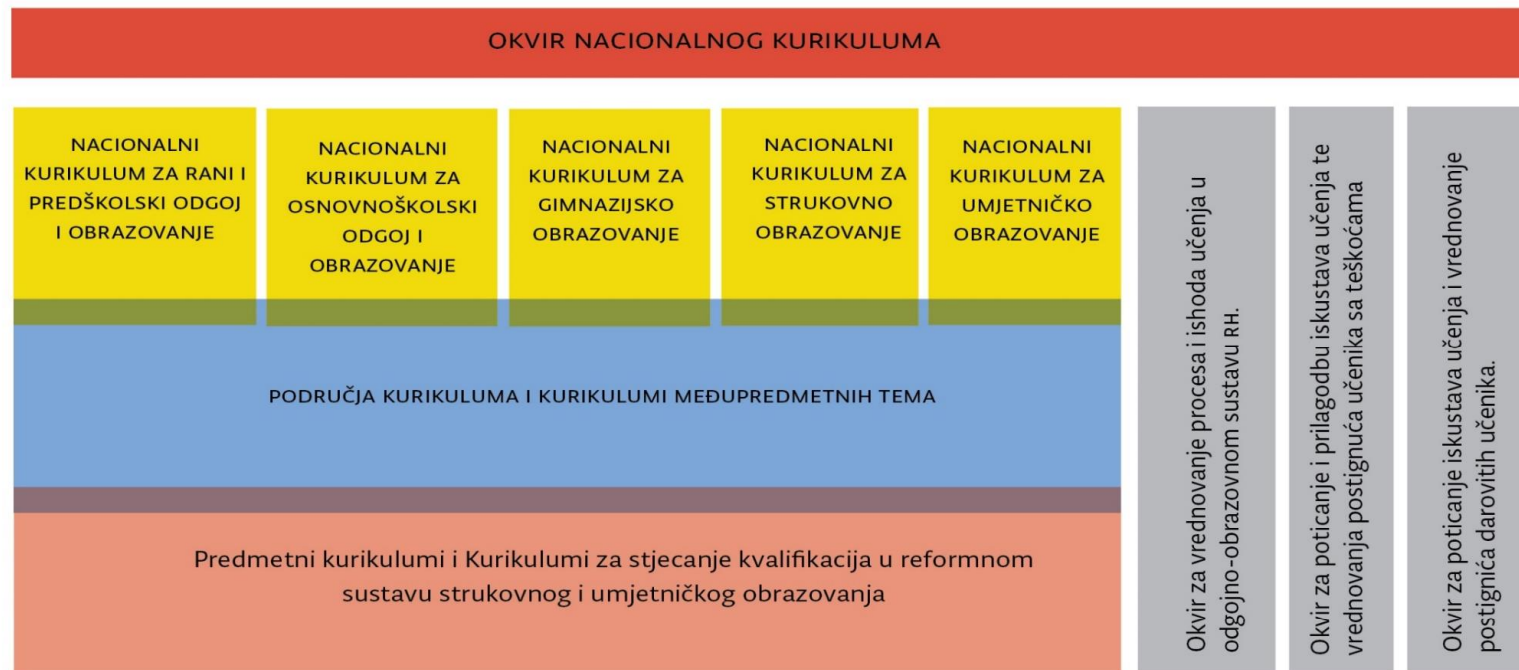 OKVIR NACIONALNOG KURIKULUMA
NACIONALNI
KURIKULUM ZA RANI I
PREDŠKOLSKI ODGOJ
I OBRAZOVANJE
NACIONALNI
KURIKULUM ZA
OSNOVNOŠKOLSKI
ODGOJ I
OBRAZOVANJE
NACIONALNI
KURIKULUM ZA
GIMNAZIJSKO
OBRAZOVANJE
NACIONALNI
KURIKULUM ZA
STRUKOVNO
OBRAZOVANJE
NACIONALNI
KURIKULUM ZA
UMJETNIČKO
OBRAZOVANJE
PODRUČJA KURIKULUMA I KURIKULUMI MEĐUPREDMETNIH TEMA
Predmetni kurikulumi i Kurikulumi za stjecanje kvalifikacija u reformnom
sustavu strukovnog i umjetničkog obrazovanja
Okvir za vrednovanje procesa i ishoda učenja u
odgojno-obrazovnom sustavu RH.
Okvir za poticanje i prilagodbu iskustava učenja te
vrednovanja postignuća učenika sa teškoćama
Okvir za poticanje iskustava učenja i vrednovanje
postignića darovitih učenika.